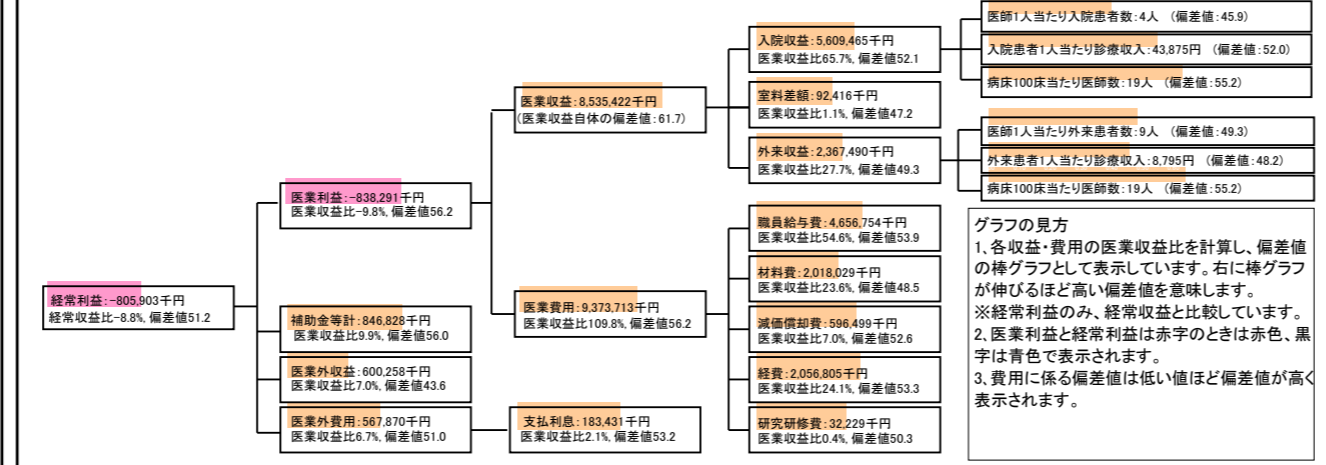 経常利益:-805,903千円
経常収支比-8.8%, 偏差値51.2
医業利益:-838,291千円
医業収益比-9.8%, 偏差値56.2
補助金等計:846,828千円
医業収益比9.9%, 偏差値56.0
医業外収益:600,258千円
医業収益比7.0%, 偏差値43.6
医業外費用:567,870千円
医業収益比6.7%, 偏差値51.0
支払利息:183,431千円
医業収益比2.1%, 偏差値53.2
医業収益:8,535,422千円
(医業収益自体の偏差値:61.7)
医業費用:9,373,713千円
医業収益比109.8%, 偏差値56.2
入院収益:5,609,465千円
医業収益比65.7%, 偏差値52.1
室料差額:92,416千円
医業収益比1.1%, 偏差値47.2
外来収益:2,367,490千円
医業収益比27.7%, 偏差値49.3
職員給与費:4,656,754千円
医業収益比54.6%, 偏差値53.9
材料費:2,018,029千円
医業収益比23.6%, 偏差値48.5
減価償却費:596,499千円
医業収益比7.0%, 偏差値52.6
経費:2,056,805千円
医業収益比24.1%, 偏差値53.3
研究研修費:32,229千円
医業収益比0.4%, 偏差値50.3
医師1人当たり入院患者数:4人 (偏差値:45.9)
入院患者1人当たり診療収入:43,875円 (偏差値:52.0)
病床100床当たり医師数:19人 (偏差値:55.2)
医師1人当たり外来患者数:9人 (偏差値:49.3)
外来患者1人当たり診療収入:8,795円 (偏差値:48.2)
病床100床当たり医師数:19人 (偏差値:55.2)
グラフの見方
1、各収益・費用の医業収益比を計算し、偏差値
の棒グラフとして表示しています。右に棒グラフ
が伸びるほど高い偏差値を意味します。
※経常利益のみ、経常収益と比較しています。
2、医業利益と経常利益は赤字のときは赤色、黒
字は青色で表示されます。
3、費用に係る偏差値は低い値ほど偏差値が高く
表示されます。